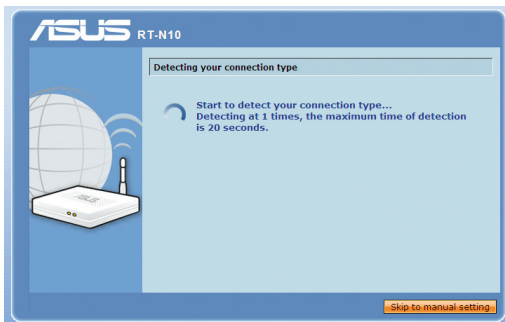 ASUS RT-N10
Detecting your connection type
Start to detect your connection type...
Detecting at 1 times, the maximum time of detection
is 20 seconds.
ASUS
Skip to manual setting